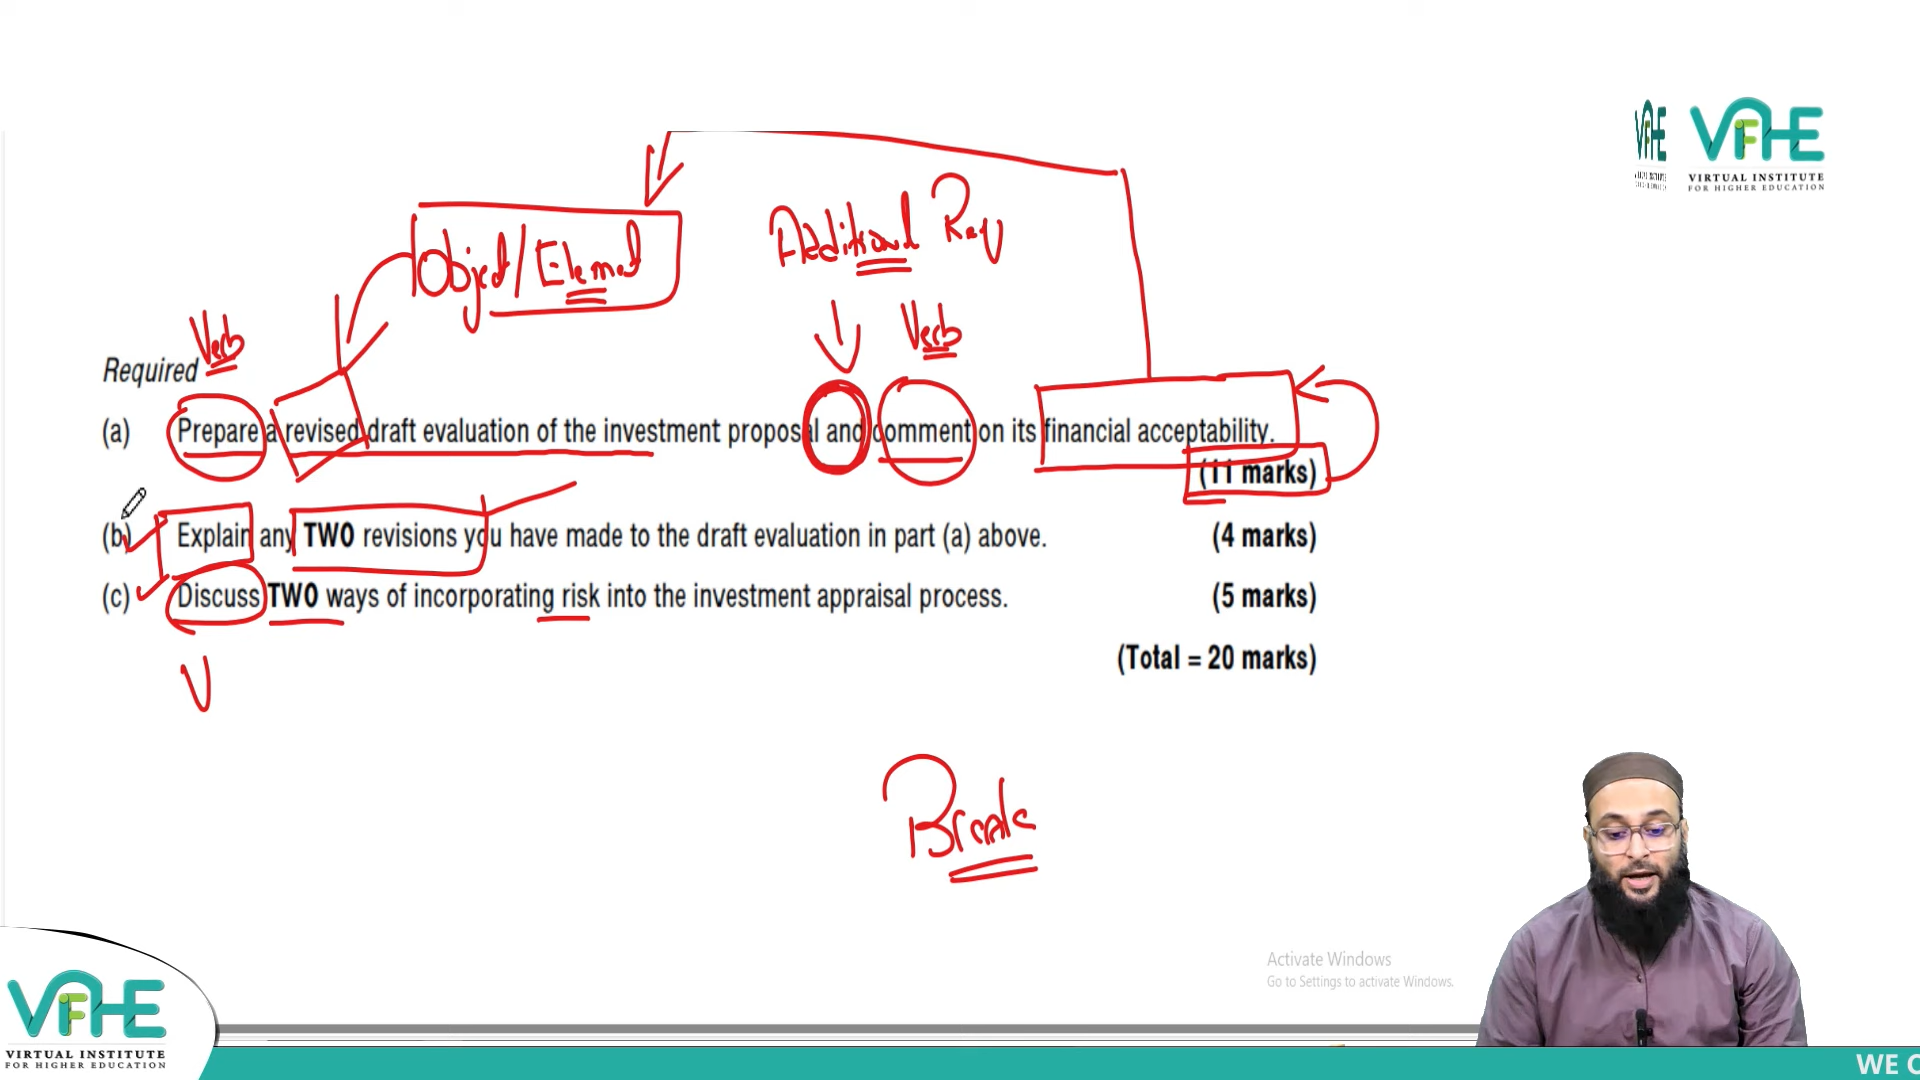 VFHE VIRTUAL INSTITUTE FOR HIGHER EDUCATION
Additional Req
Object/Element
Verb
Verb
Required
(a) Prepare a revised draft evaluation of the investment proposal and comment on its financial acceptability.
(11 marks)
(b) Explain any TWO revisions you have made to the draft evaluation in part (a) above. (4 marks)
(c) Discuss TWO ways of incorporating risk into the investment appraisal process. (5 marks)
(Total = 20 marks)
V
Break
Activate Windows
Go to Settings to activate Windows.
VFHE
VIRTUAL INSTITUTE
FOR HIGHER EDUCATION
WE